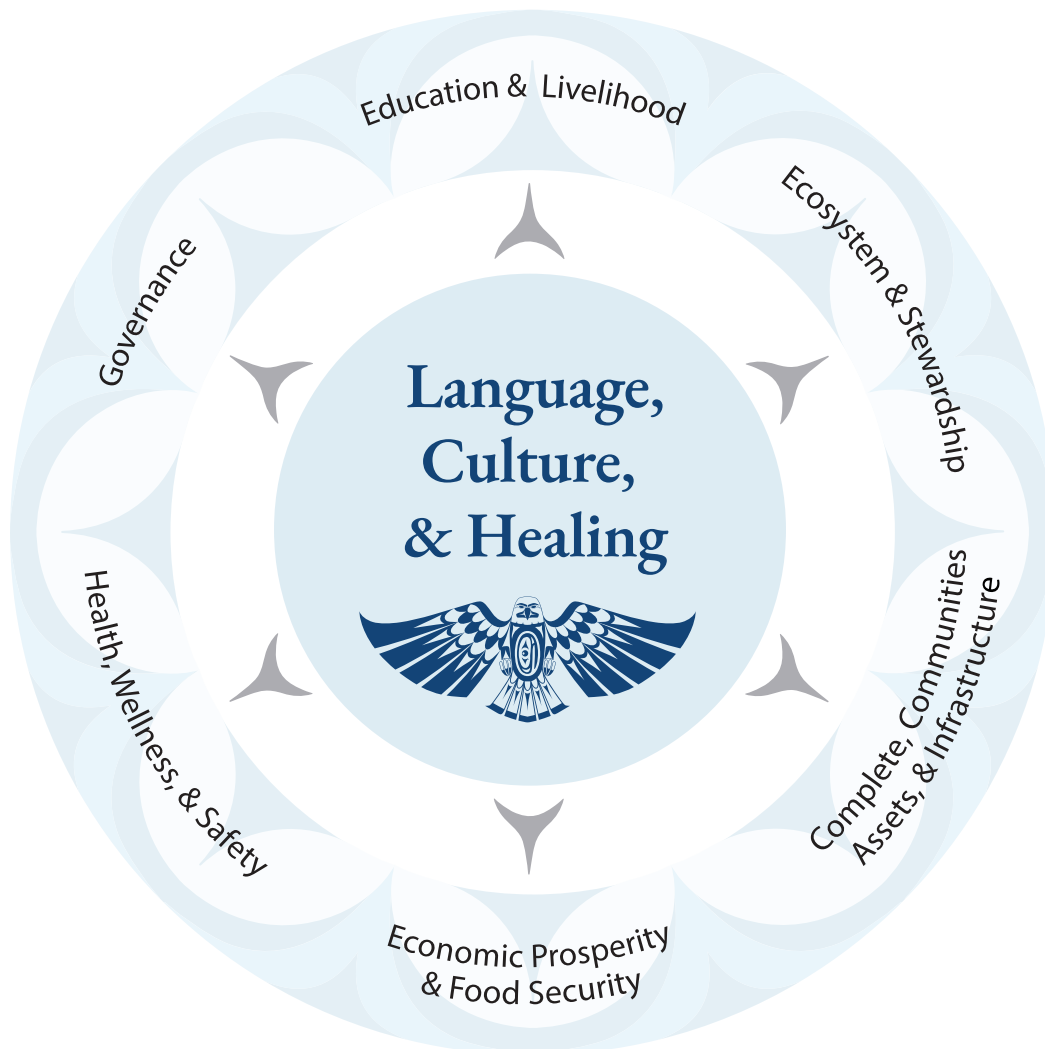 Education & Livelihood
Ecosystem & Stewardship
Complete, Communities
Assets, & Infrastructure
Economic Prosperity
& Food Security
Health, Wellness, & Safety
Governance
Language,
Culture,
& Healing